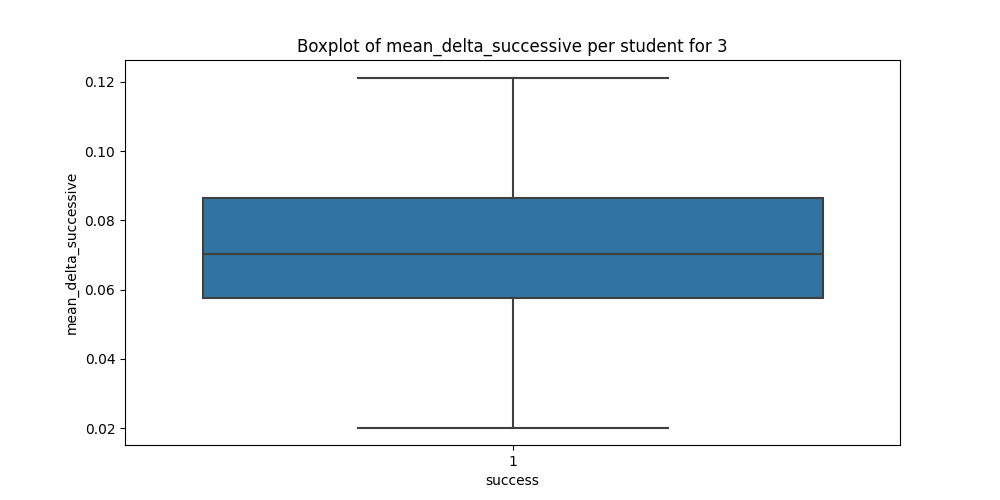 Boxplot of mean_delta_successive per student for 3
mean_delta_successive
0.12
0.10
0.08
0.06
0.04
0.02
1
success